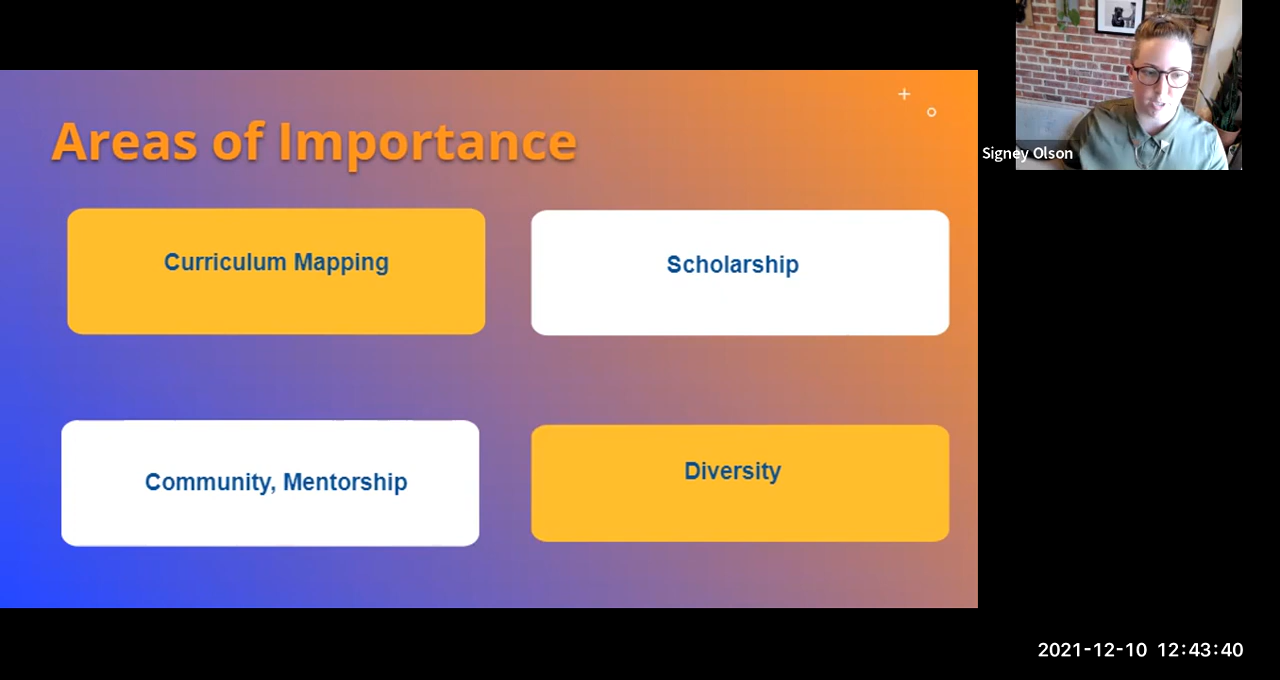 Areas of Importance
Curriculum Mapping
Scholarship
Community, Mentorship
Diversity
Signey Olson
2021-12-10 12:43:40